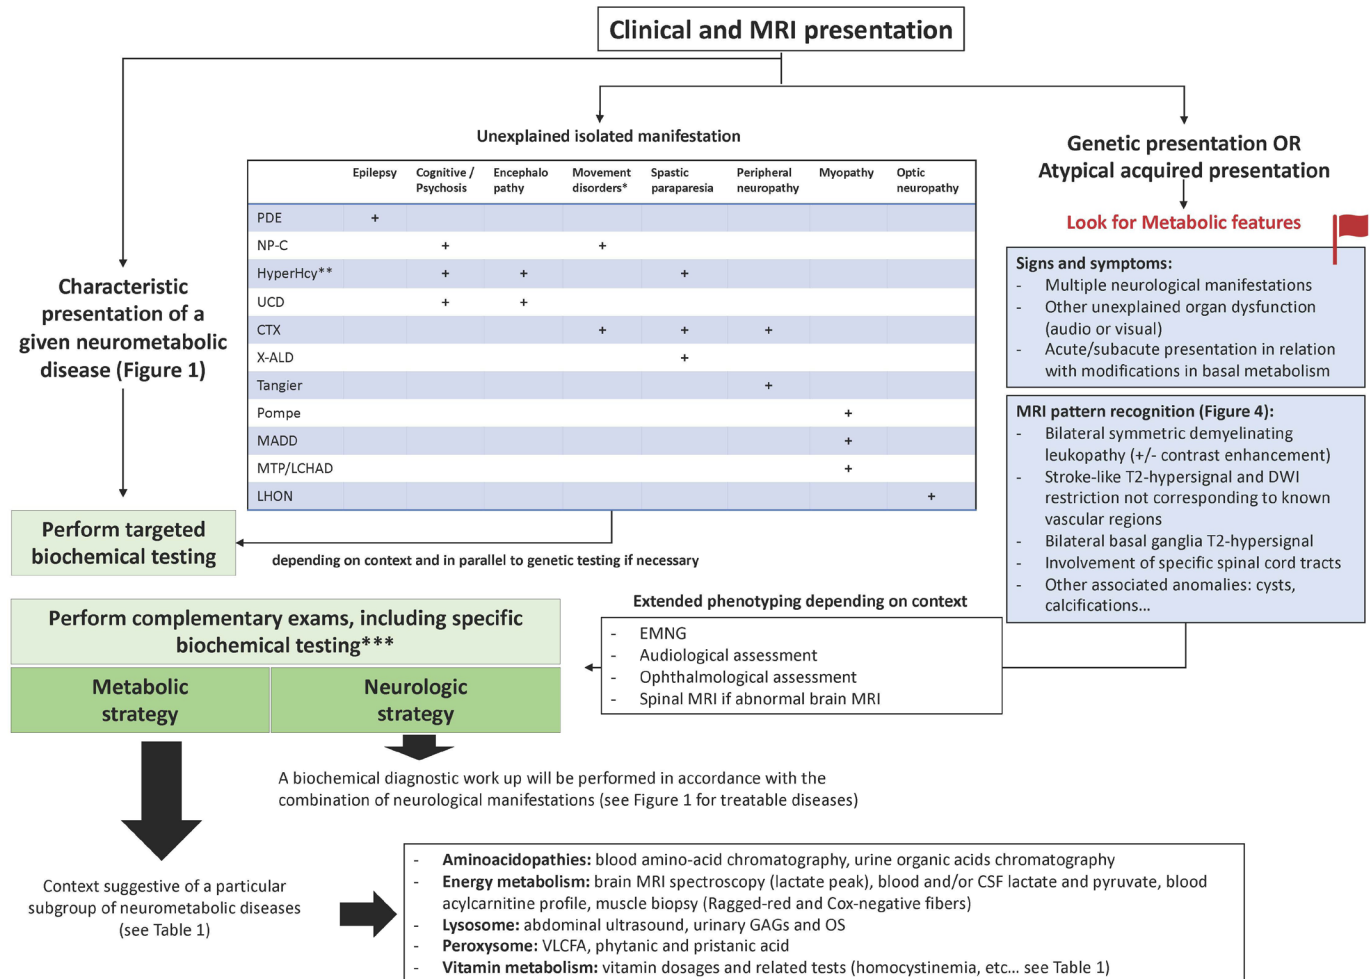 Clinical and MRI presentation
Unexplained isolated manifestation
Epilepsy
Cognitive /
Psychosis
Encephalo
pathy
Movement
disorders*
Spastic
paraparesia
Peripheral
neuropathy
Myopathy
Optic
neuropathy
PDE +
NP-C + +
HyperHcy** + + +
UCD + +
CTX + + +
X-ALD +
Tangier +
Pompe +
MADD +
MTP/LCHAD +
LHON +
Characteristic
presentation of a
given neurometabolic
disease (Figure 1)
Perform targeted
biochemical testing
depending on context and in parallel to genetic testing if necessary
Genetic presentation OR
Atypical acquired presentation
Look for Metabolic features
Signs and symptoms:
- Multiple neurological manifestations
- Other unexplained organ dysfunction
(audio or visual)
- Acute/subacute presentation in relation
with modifications in basal metabolism
MRI pattern recognition (Figure 4):
- Bilateral symmetric demyelinating
leukopathy (+/- contrast enhancement)
- Stroke-like T2-hypersignal and DWI
restriction not corresponding to known
vascular regions
- Bilateral basal ganglia T2-hypersignal
- Involvement of specific spinal cord tracts
- Other associated anomalies: cysts,
calcifications...
Extended phenotyping depending on context
- EMNG
- Audiological assessment
- Ophthalmological assessment
- Spinal MRI if abnormal brain MRI
Perform complementary exams, including specific
biochemical testing***
Metabolic
strategy
Neurologic
strategy
A biochemical diagnostic work up will be performed in accordance with the
combination of neurological manifestations (see Figure 1 for treatable diseases)
Context suggestive of a particular
subgroup of neurometabolic diseases
(see Table 1)
- Aminoacidopathies: blood amino-acid chromatography, urine organic acids chromatography
- Energy metabolism: brain MRI spectroscopy (lactate peak), blood and/or CSF lactate and pyruvate, blood
acylcarnitine profile, muscle biopsy (Ragged-red and Cox-negative fibers)
- Lysosome: abdominal ultrasound, urinary GAGs and OS
- Peroxysome: VLCFA, phytanic and pristanic acid
- Vitamin metabolism: vitamin dosages and related tests (homocystinemia, etc... see Table 1)